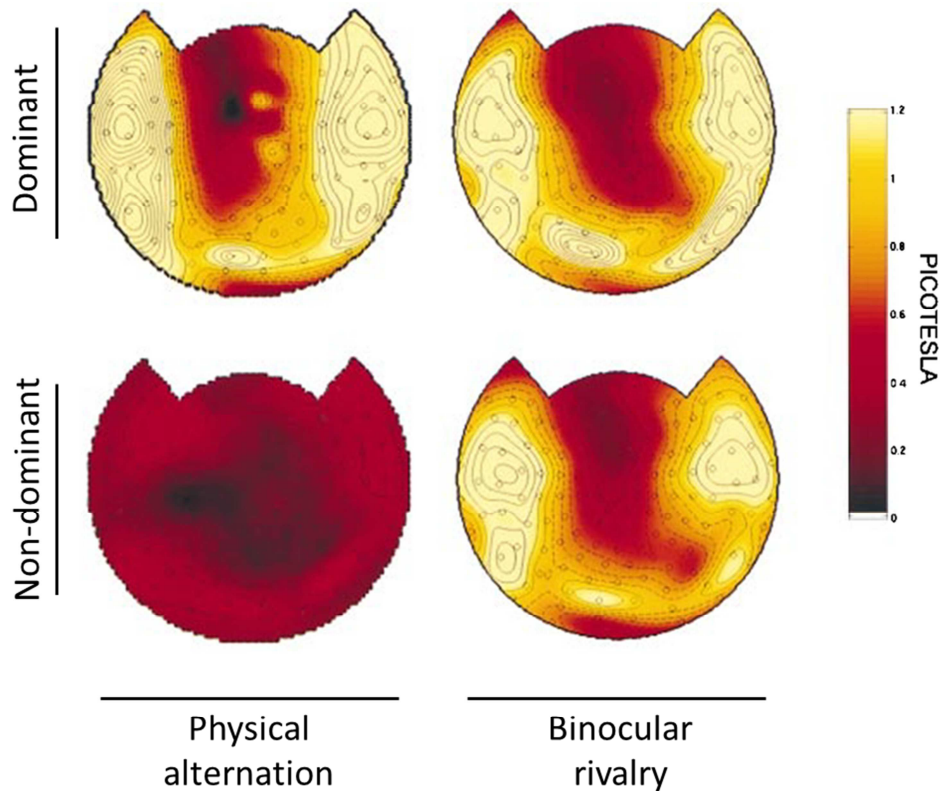 Dominant
Non-dominant
Physical
alternation
Binocular
rivalry
1.2
1
0.8
0.6
0.4
0.2
0
PICOTESLA